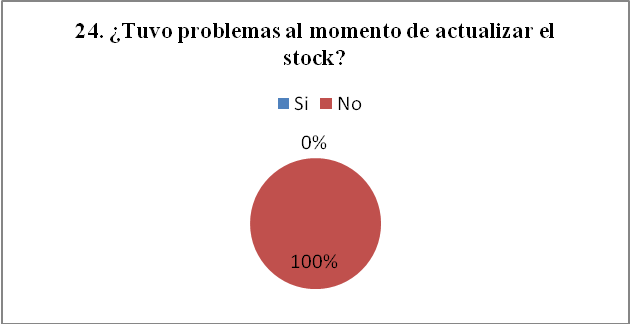 24. ¿Tuvo problemas al momento de actualizar el
stock?
Si No
0%
100%